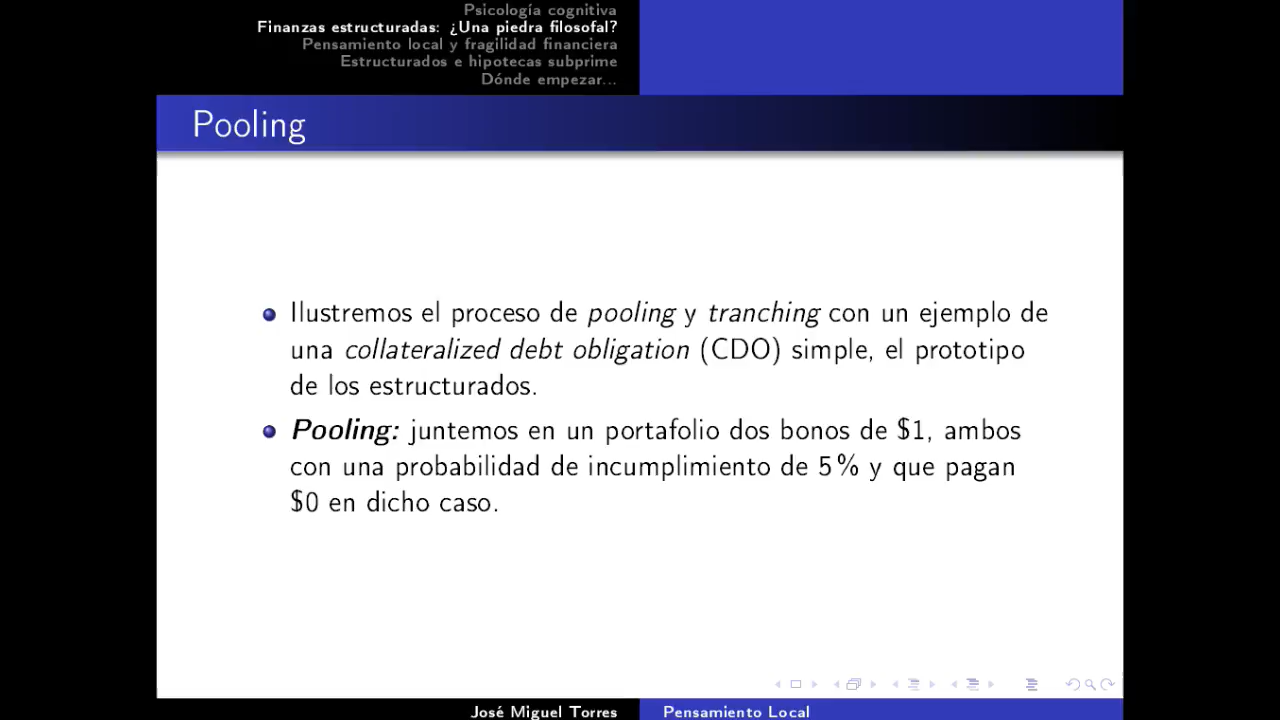 Psicología cognitiva
Finanzas estructuradas: ¿Una piedra filosofal?
Pensamiento local y fragilidad financiera
Estructurados e hipotecas subprime
Dónde empezar...
Pooling
Ilustremos el proceso de pooling y tranching con un ejemplo de
una collateralized debt obligation (CDO) simple, el prototipo
de los estructurados.
Pooling: juntemos en un portafolio dos bonos de $1, ambos
con una probabilidad de incumplimiento de 5 % y que pagan
$0 en dicho caso.
José Miguel Torres
Pensamiento Local